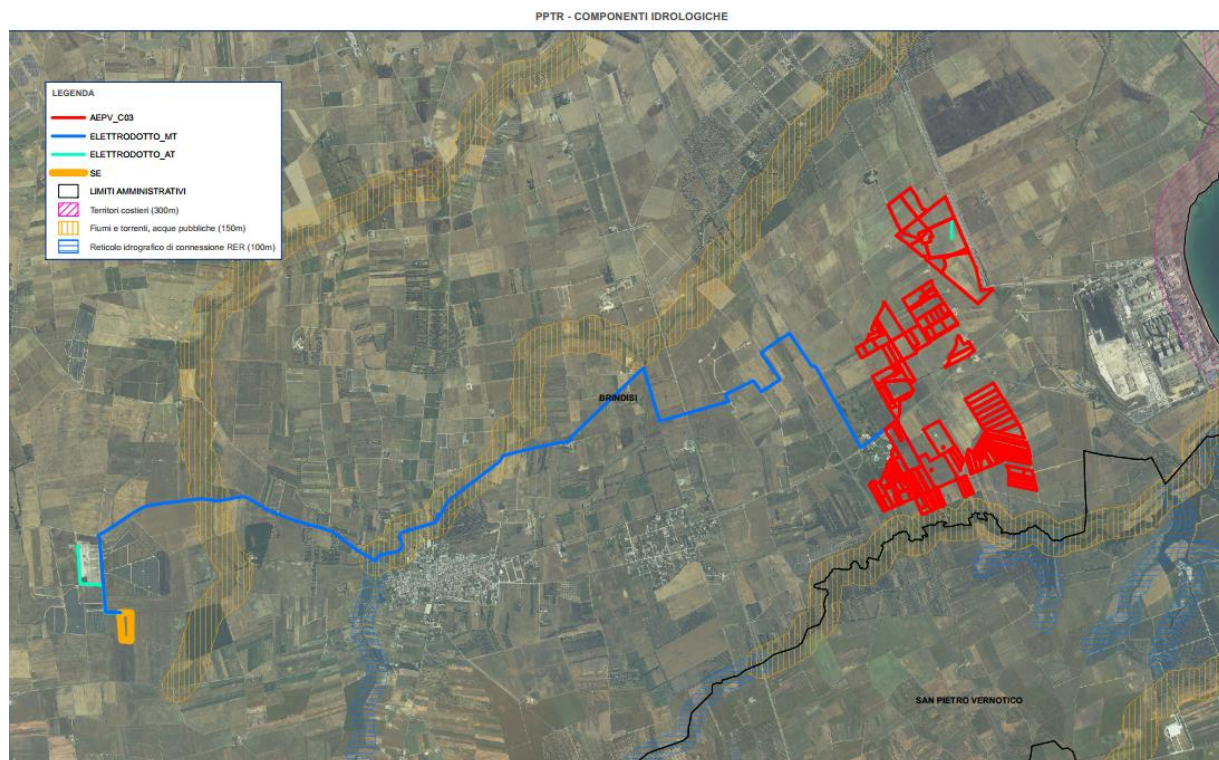 PPTR - COMPONENTI IDROLOGICHE
LEGENDA
AEPV_C03
ELETTRODOTTO_MT
ELETTRODOTTO_AT
SE
LIMITI AMMINISTRATIVI
Territori costieri (300m)
Fiumi e torrenti, acque pubbliche (150m)
Reticolo idrografico di connessione RER (100m)
BRINDISI
SAN PIETRO VERNOTICO